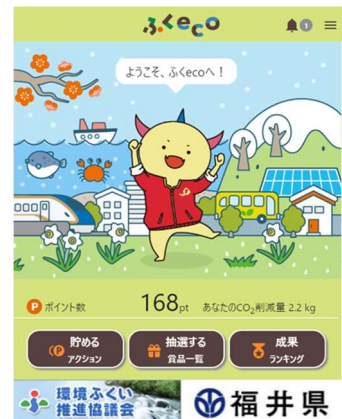 ふくeco
1
ようこそ、ふくecoへ！
P ポイント数 168pt あなたのCO₂削減量 2.2 kg
貯める
アクション
抽選する
賞品一覧
成果
ランキング
環境ふくい
推進協議会
福井県